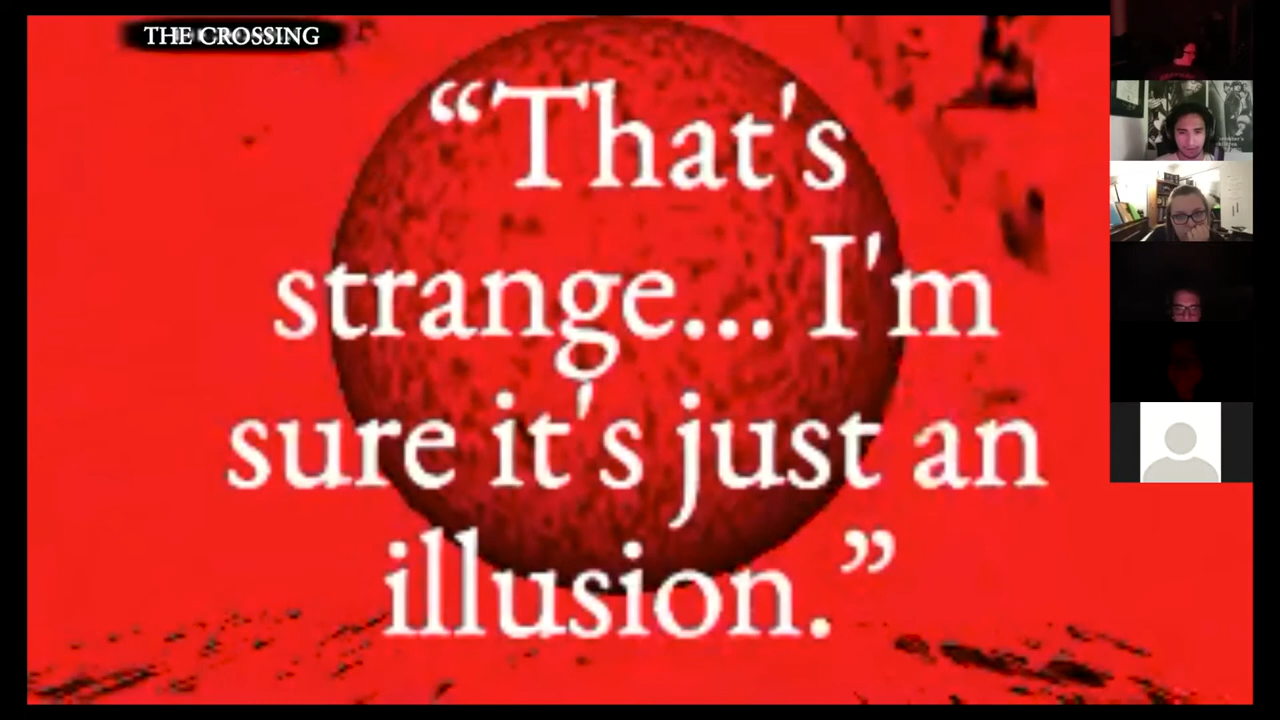 THE CROSSING
“That's
strange... I'm
sure it's just an
illusion.”